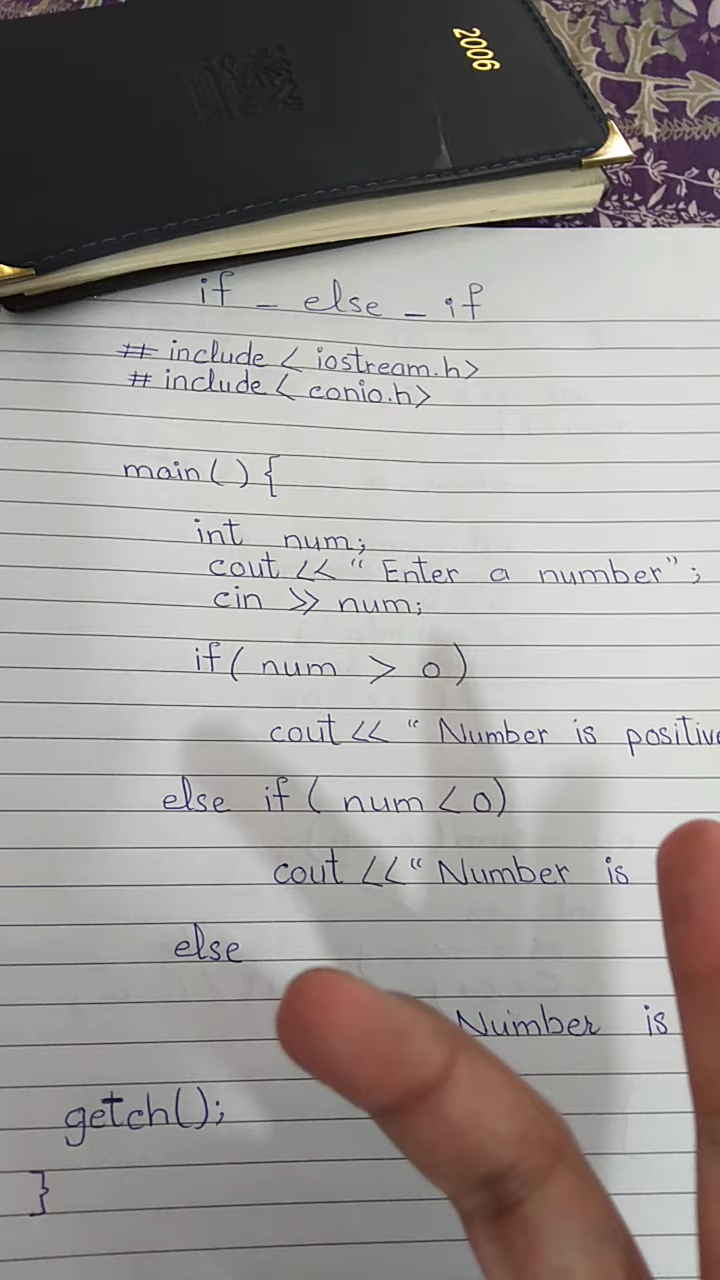 2006
if - else - if
# include < iostream.h>
# include < conio.h>
main() {
int num;
cout << " Enter a number";
cin >> num;
if( num > 0)
cout << " Number is positive
else if ( num < 0)
cout << " Number is
else
Number is
getch();
}